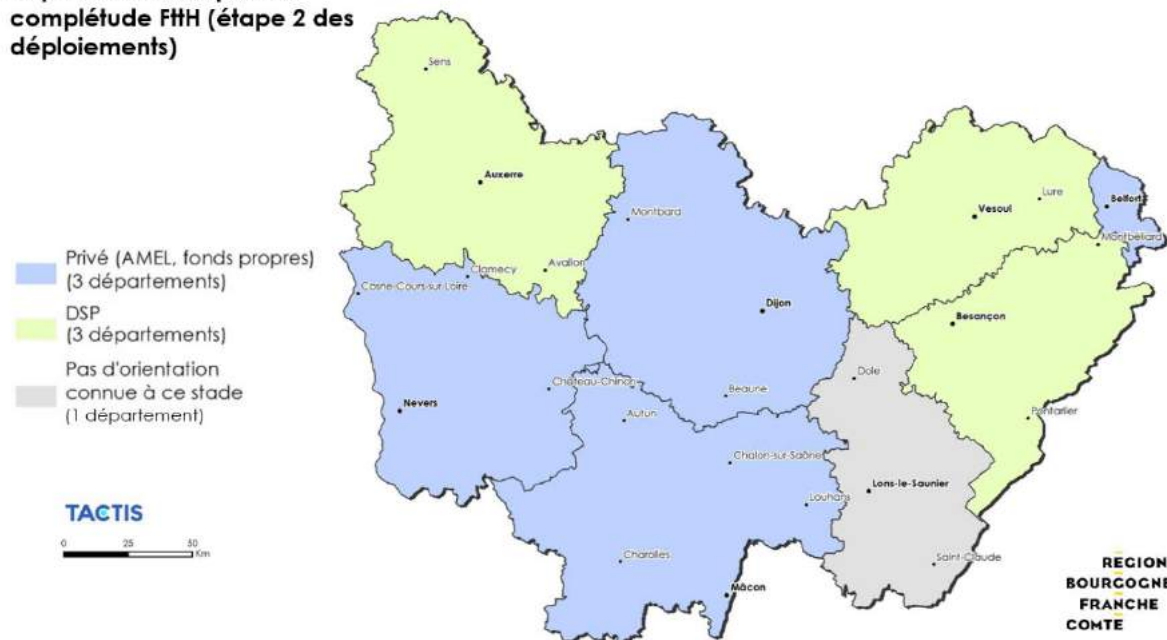 complétude FttH (étape 2 des
déploiements)
Privé (AMEL, fonds propres)
(3 départements)
DSP
(3 départements)
Pas d'orientation
connue à ce stade
(1 département)
TACTIS
0 25 50
Km
Sens
Auxerre
Avallon
Clamecy
Cosne-Cours-sur-Loire
Château-Chinon
Nevers
Montbard
Dijon
Beaune
Autun
Chalon-sur-Saône
Louhans
Charolles
Mâcon
Vesoul
Lure
Belfort
Montbéliard
Besançon
Pontarlier
Dole
Lons-le-Saunier
Saint-Claude
REGION
BOURGOGNE
FRANCHE
COMTE